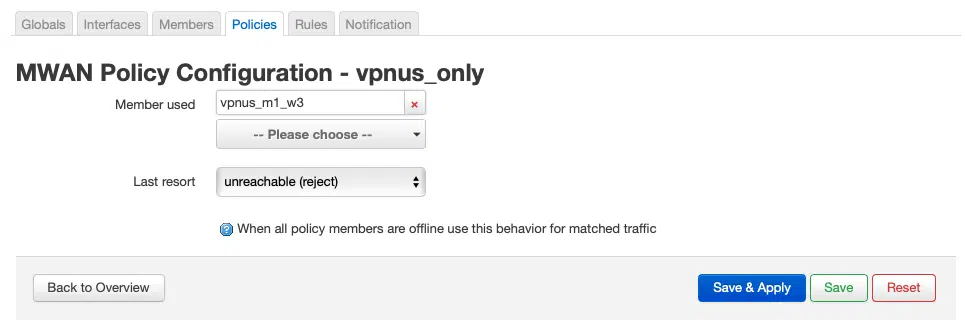 Globals Interfaces Members Policies Rules Notification
MWAN Policy Configuration - vpnus_only
Member used vpnus_m1_w3 ×
-- Please choose --
Last resort unreachable (reject)
? When all policy members are offline use this behavior for matched traffic
Back to Overview Save & Apply Save Reset